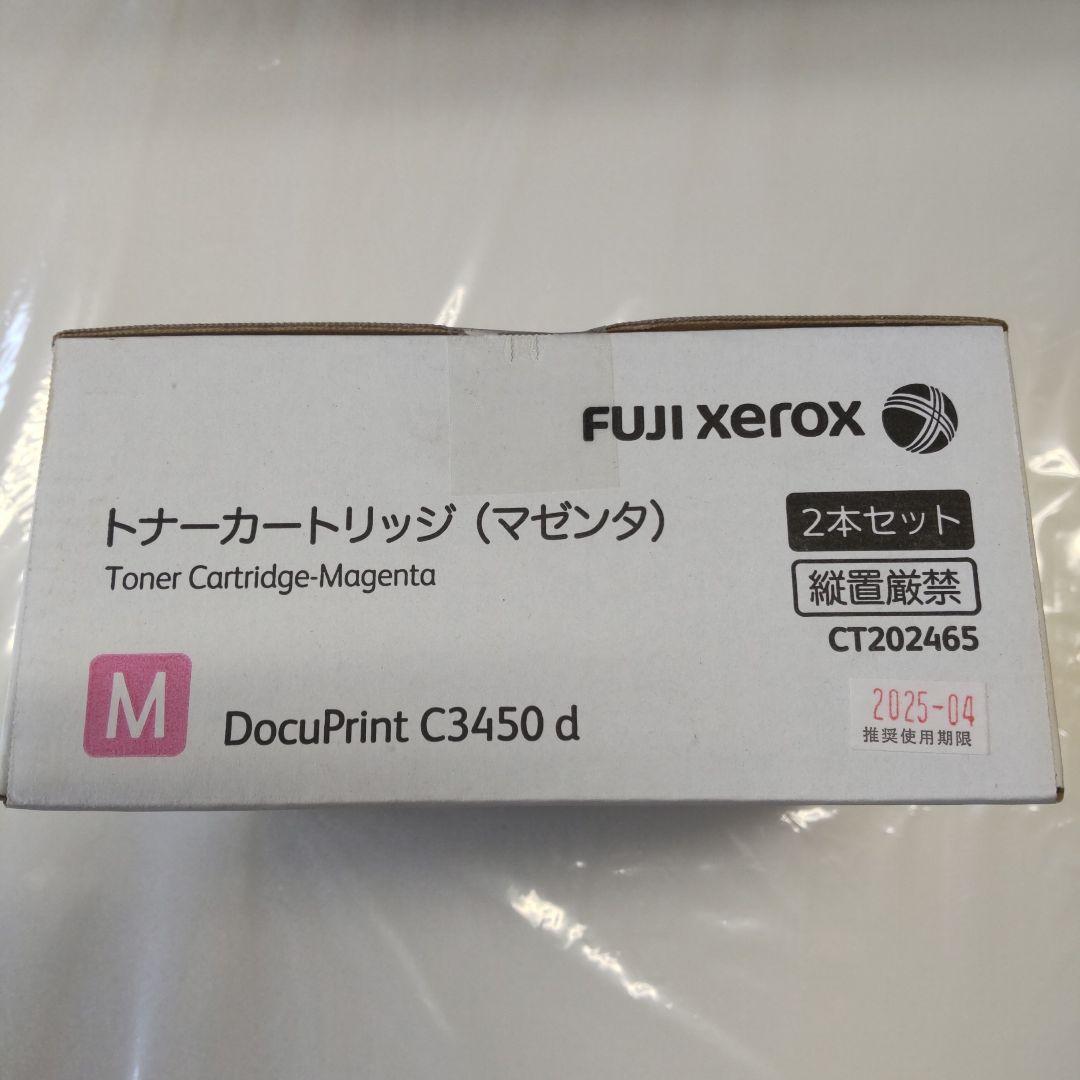 FUJI xerox
トナーカートリッジ（マゼンタ）
2本セット
Toner Cartridge-Magenta
縦置厳禁
CT202465
M
DocuPrint C3450 d
2025-04
推奨使用期限